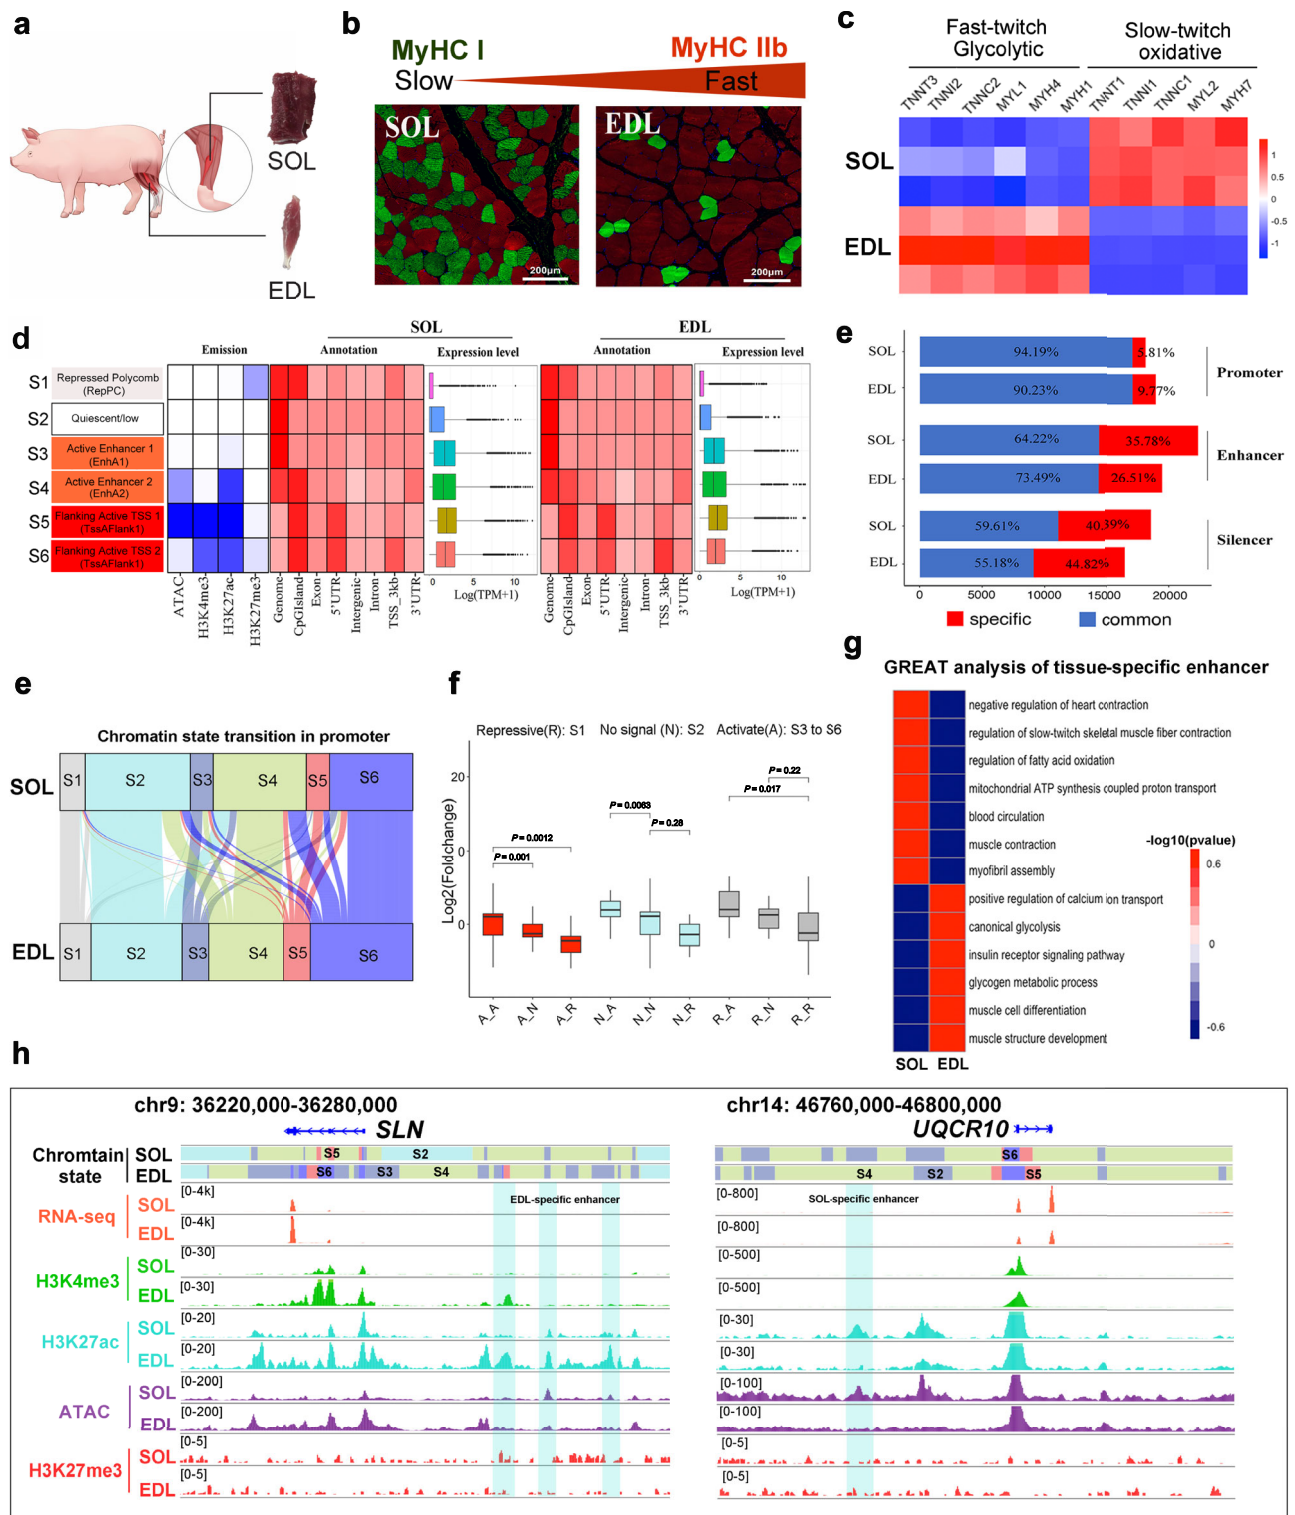 a
SOL
EDL
b
MyHC I
MyHC IIb
Slow
Fast
SOL
EDL
200μm
200μm
c
Fast-twitch
Glycolytic
Slow-twitch
oxidative
TNNT3
TNNI2
TNNC2
MYL1
MYH4
MYH1
TNNT1
TNNI1
TNNC1
MYL2
MYH7
SOL
EDL
1
0.5
0
-0.5
-1
d
SOL
EDL
Emission
Annotation
Expression level
Annotation
Expression level
S1
Repressed Polycomb
(RepPC)
S2
Quiescent/low
S3
Active Enhancer 1
(EnhA1)
S4
Active Enhancer 2
(EnhA2)
S5
Flanking Active TSS 1
(TssAFlank1)
S6
Flanking Active TSS 2
(TssAFlank1)
ATAC
H3K4me3
H3K27ac
H3K27me3
Genome
CpGIsland
Exon
5'UTR
Intergenic
Intron
TSS_3kb
3'UTR
0 5 10
Log(TPM+1)
Genome
CpGIsland
Exon
5'UTR
Intergenic
Intron
TSS_3kb
3'UTR
0 5 10
Log(TPM+1)
e
SOL 94.19% 5.81%
EDL 90.23% 9.77%
Promoter
SOL 64.22% 35.78%
EDL 73.49% 26.51%
Enhancer
SOL 59.61% 40.39%
EDL 55.18% 44.82%
Silencer
0 5000 10000 15000 20000
specific common
e
Chromatin state transition in promoter
SOL S1 S2 S3 S4 S5 S6
EDL S1 S2 S3 S4 S5 S6
f
Repressive(R): S1 No signal (N): S2 Activate(A): S3 to S6
Log2(Foldchange)
20
0
0
P = 0.001
P = 0.0012
P = 0.0063
P = 0.28
P = 0.017
P = 0.22
A_A
A_N
A_R
N_A
N_N
N_R
R_A
R_N
R_R
g
GREAT analysis of tissue-specific enhancer
negative regulation of heart contraction
regulation of slow-twitch skeletal muscle fiber contraction
regulation of fatty acid oxidation
mitochondrial ATP synthesis coupled proton transport
blood circulation
muscle contraction
myofibril assembly
positive regulation of calcium ion transport
canonical glycolysis
insulin receptor signaling pathway
glycogen metabolic process
muscle cell differentiation
muscle structure development
SOL EDL
-log10(pvalue)
0.6
0
-0.6
h
chr9: 36220,000-36280,000
SLN
chr14: 46760,000-46800,000
UQCR10
Chromtain
state
SOL
EDL
S5 S2
S6 S3 S4
S6
S4 S2 S5
RNA-seq
SOL
EDL
[0-4k]
[0-4k]
EDL-specific enhancer
[0-800]
[0-800]
SOL-specific enhancer
H3K4me3
SOL
EDL
[0-30]
[0-30]
[0-500]
[0-500]
H3K27ac
SOL
EDL
[0-20]
[0-20]
[0-30]
[0-30]
ATAC
SOL
EDL
[0-200]
[0-200]
[0-100]
[0-100]
H3K27me3
SOL
EDL
[0-5]
[0-5]
[0-5]
[0-5]